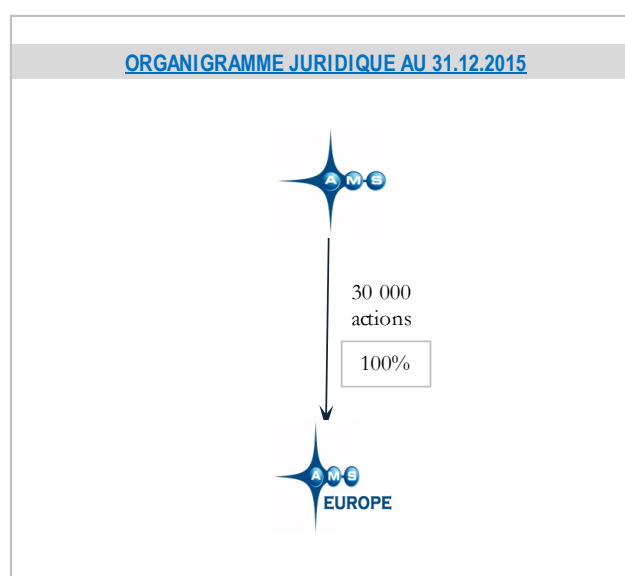 ORGANIGRAMME JURIDIQUE AU 31.12.2015
AMS
30 000
actions
100%
AMS
EUROPE